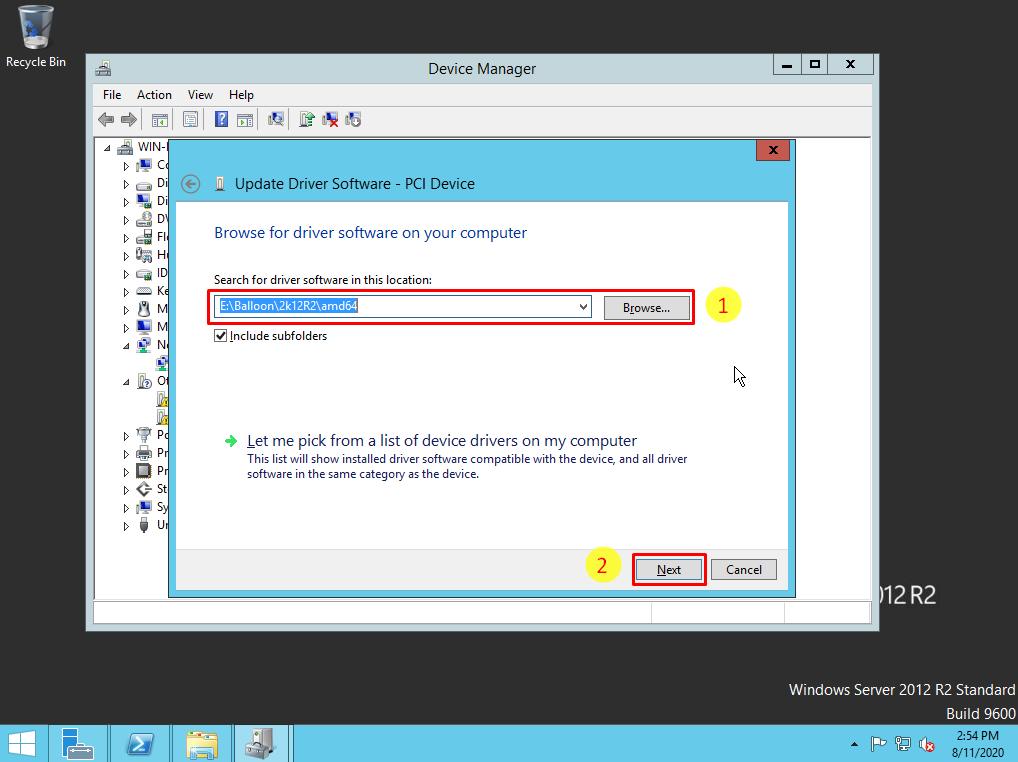 Recycle Bin
Device Manager
File Action View Help
WIN-
Update Driver Software - PCI Device
Browse for driver software on your computer
Search for driver software in this location:
E:\Balloon\2k12R2\amd64
Browse...
1
Include subfolders
Let me pick from a list of device drivers on my computer
This list will show installed driver software compatible with the device, and all driver
software in the same category as the device.
2
Next
Cancel
Co
Di
Di
DV
Flo
Hu
ID
Ke
M
M
Ne
Ot
Po
Pr
Pr
St
Sy
Un
012 R2
Windows Server 2012 R2 Standard
Build 9600
2:54 PM
8/11/2020